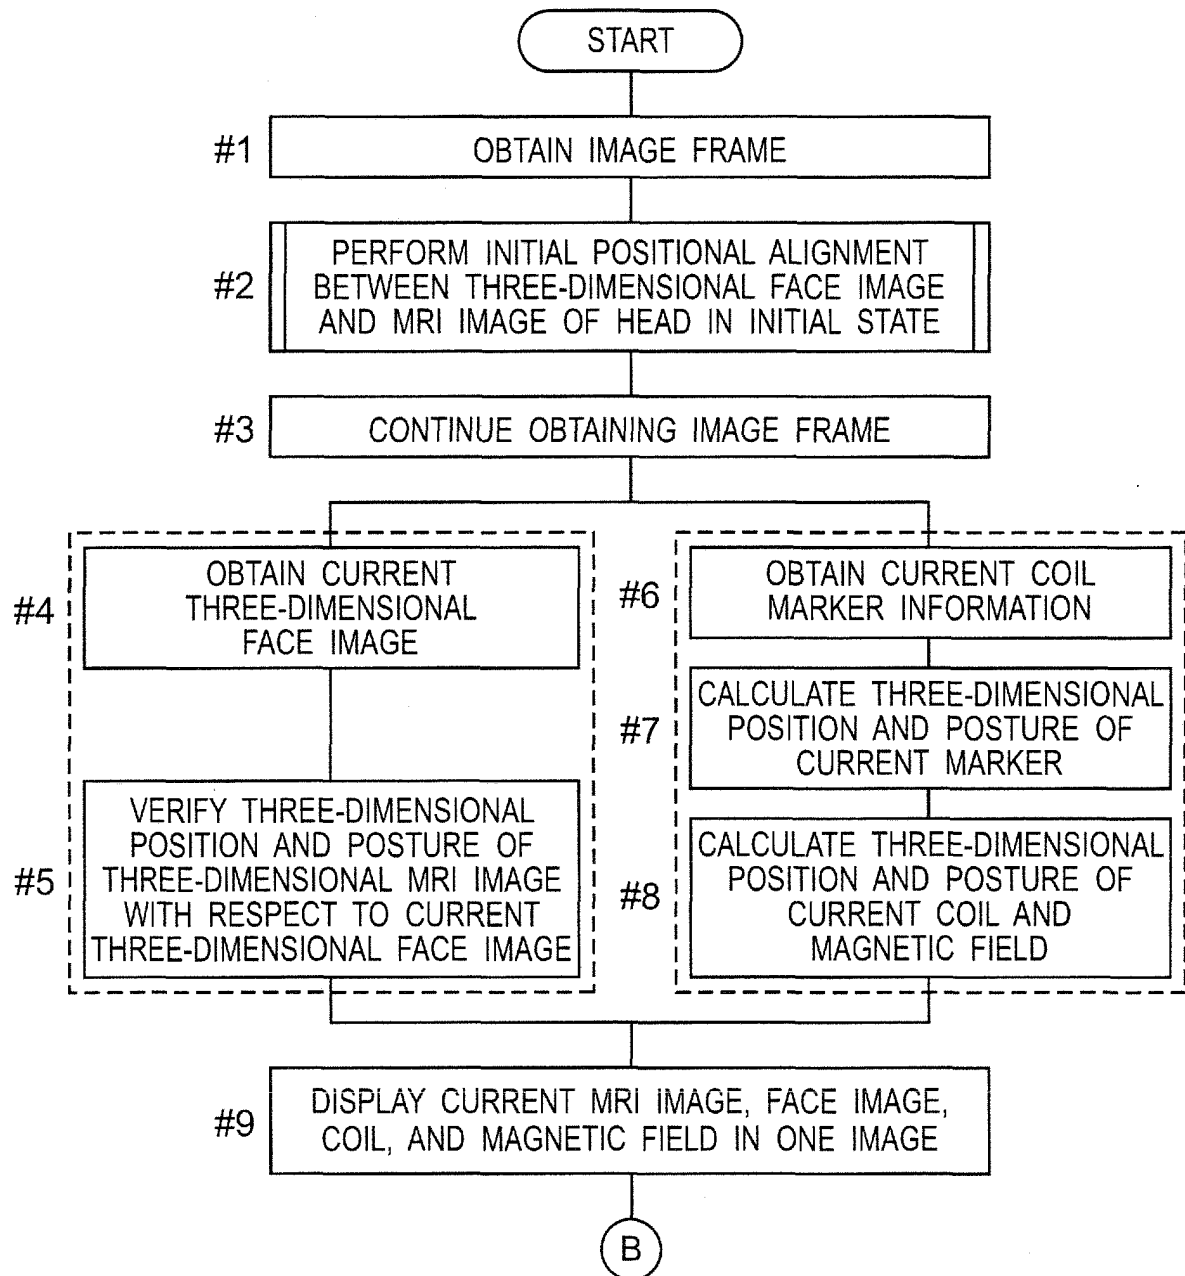 START
#1
OBTAIN IMAGE FRAME
#2
PERFORM INITIAL POSITIONAL ALIGNMENT
BETWEEN THREE-DIMENSIONAL FACE IMAGE
AND MRI IMAGE OF HEAD IN INITIAL STATE
#3
CONTINUE OBTAINING IMAGE FRAME
#4
OBTAIN CURRENT
THREE-DIMENSIONAL
FACE IMAGE
#5
VERIFY THREE-DIMENSIONAL
POSITION AND POSTURE OF
THREE-DIMENSIONAL MRI IMAGE
WITH RESPECT TO CURRENT
THREE-DIMENSIONAL FACE IMAGE
#6
OBTAIN CURRENT COIL
MARKER INFORMATION
#7
CALCULATE THREE-DIMENSIONAL
POSITION AND POSTURE OF
CURRENT MARKER
#8
CALCULATE THREE-DIMENSIONAL
POSITION AND POSTURE OF
CURRENT COIL AND
MAGNETIC FIELD
#9
DISPLAY CURRENT MRI IMAGE, FACE IMAGE,
COIL, AND MAGNETIC FIELD IN ONE IMAGE
B